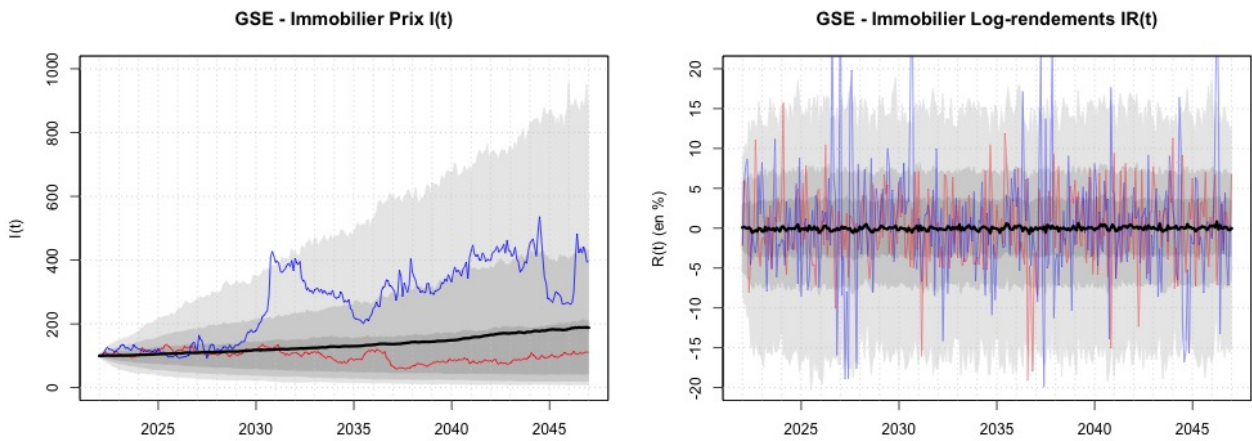 GSE - Immobilier Prix I(t)
I(t)
1000
800
600
400
200
0
2025 2030 2035 2040 2045
GSE - Immobilier Log-rendements IR(t)
R(t) (en %)
20
15
10
5
0
-5
-10
-15
-20
2025 2030 2035 2040 2045